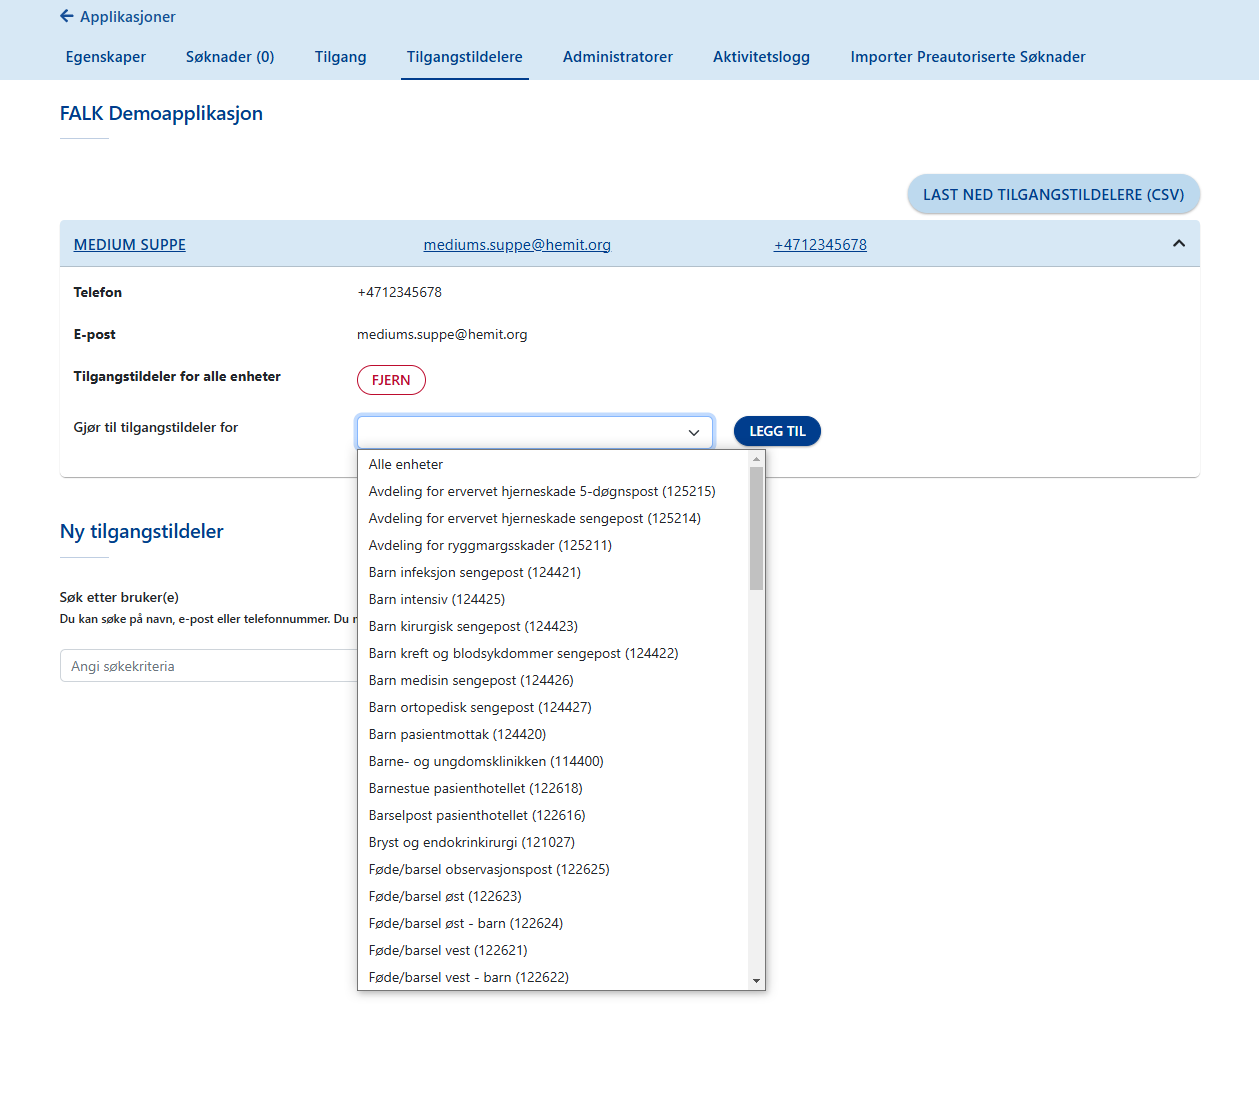 Applikasjoner
Egenskaper Søknader (0) Tilgang Tilgangstildelere Administratorer Aktivitetslogg Importer Preautoriserte Søknader
FALK Demoapplikasjon
LAST NED TILGANGSTILDELERE (CSV)
MEDIUM SUPPE mediums.suppe@hemit.org +4712345678
Telefon +4712345678
E-post mediums.suppe@hemit.org
Tilgangstildeler for alle enheter FJERN
Gjør til tilgangstildeler for LEGG TIL
Alle enheter
Avdeling for ervervet hjerneskade 5-døgnspost (125215)
Avdeling for ervervet hjerneskade sengepost (125214)
Avdeling for ryggmargsskader (125211)
Barn infeksjon sengepost (124421)
Barn intensiv (124425)
Barn kirurgisk sengepost (124423)
Barn kreft og blodsykdommer sengepost (124422)
Barn medisin sengepost (124426)
Barn ortopedisk sengepost (124427)
Barn pasientmottak (124420)
Barne- og ungdomsklinikken (114400)
Barnestue pasienthotellet (122618)
Barselpost pasienthotellet (122616)
Bryst og endokrinkirurgi (121027)
Føde/barsel observasjonspost (122625)
Føde/barsel øst (122623)
Føde/barsel øst - barn (122624)
Føde/barsel vest (122621)
Føde/barsel vest - barn (122622)
Ny tilgangstildeler
Søk etter bruker(e)
Du kan søke på navn, e-post eller telefonnummer. Du
Angi søkekriteria